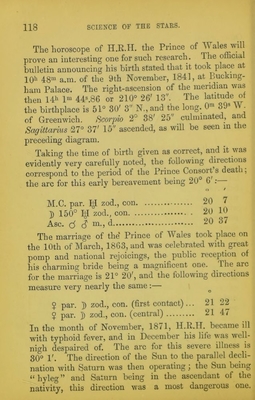 118 SCIENCE OF THE STARS.
The horoscope of H.R.H. the Prince of Wales will
prove an interesting one for such research. The official
bulletin announcing his birth stated that it took place at
10ʰ 48ᵐ a.m. of the 9th November, 1841, at Bucking-
ham Palace. The right-ascension of the meridian was
then 14ʰ 1ᵐ 44ˢ.86 or 210° 26′ 13″. The latitude of
the birthplace is 51° 30′ 3″ N., and the long. 0ᵐ 39ˢ W.
of Greenwich. Scorpio 2° 38′ 25″ culminated, and
Sagittarius 27° 37′ 15″ ascended, as will be seen in the
preceding diagram.
Taking the time of birth given as correct, and it was
evidently very carefully noted, the following directions
correspond to the period of the Prince Consort's death;
the arc for this early bereavement being 20° 6′ :—
° ′
M.C. par. ♅ zod., con. ............... 20 7
☽ 150° ♅ zod., con. ............... 20 10
Asc. ☌ ♂ m., d. ............... 20 37
The marriage of the Prince of Wales took place on
the 10th of March, 1863, and was celebrated with great
pomp and national rejoicings, the public reception of
his charming bride being a magnificent one. The arc
for the marriage is 21° 20′, and the following directions
measure very nearly the same :—
♀ par. ☽ zod., con. (first contact)... 21 22
♀ par. ☽ zod., con. (central) ......... 21 47
In the month of November, 1871, H.R.H. became ill
with typhoid fever, and in December his life was well-
nigh despaired of. The arc for this severe illness is
30° 1′. The direction of the Sun to the parallel decli-
nation with Saturn was then operating; the Sun being
"hyleg" and Saturn being in the ascendant of the
nativity, this direction was a most dangerous one.